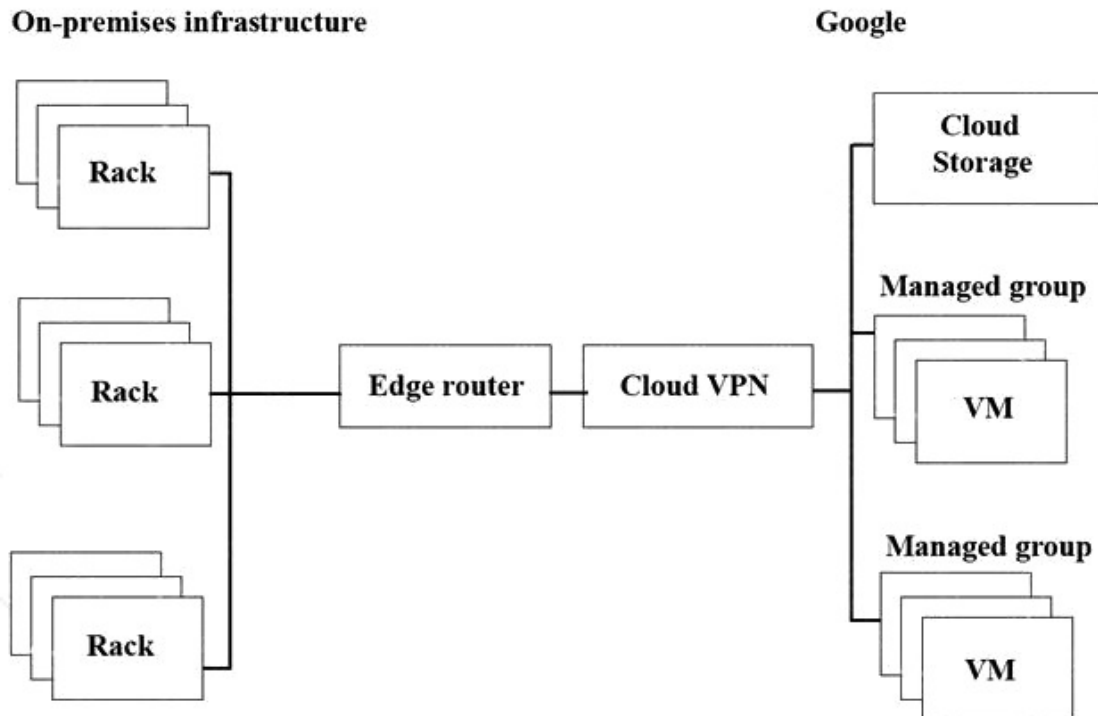 On-premises infrastructure
Google
Rack
Cloud
Storage
Managed group
Rack
Edge router
Cloud VPN
VM
Managed group
Rack
VM